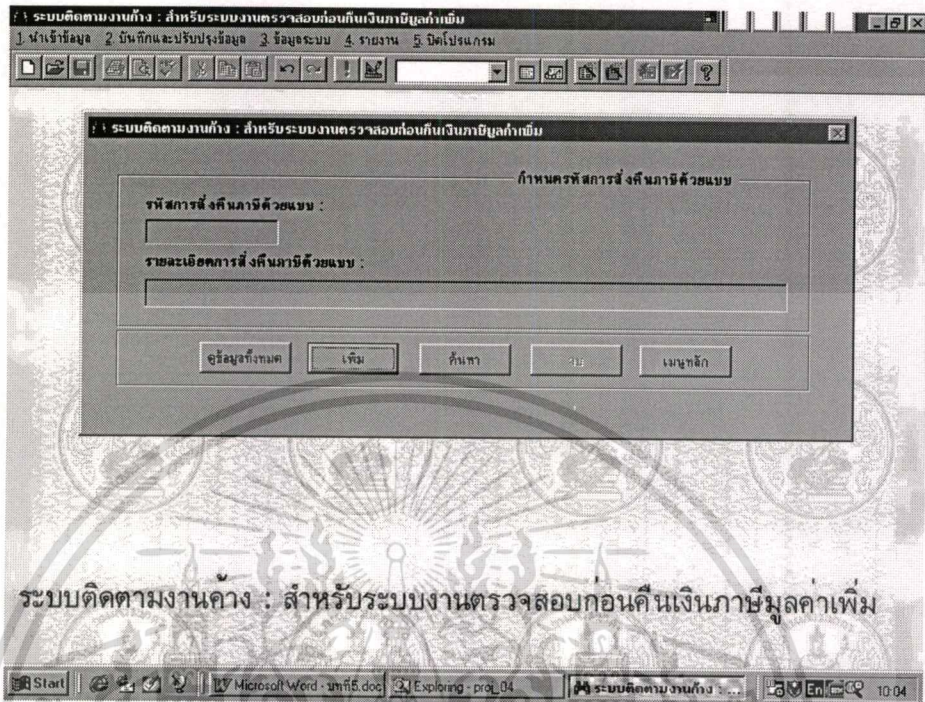 ระบบติดตามงานค้าง : สำหรับระบบงานตรวจสอบก่อนคืนเงินภาษีมูลค่าเพิ่ม
1. นำเข้าข้อมูล 2. บันทึกและปรับปรุงข้อมูล 3. ข้อมูลระบบ 4. รายงาน 5. ปิดโปรแกรม
ระบบติดตามงานค้าง : สำหรับระบบงานตรวจสอบก่อนคืนเงินภาษีมูลค่าเพิ่ม
กำหนดรหัสการสั่งคืนภาษีด้วยแบบ
รหัสการสั่งคืนภาษีด้วยแบบ :
รายละเอียดการสั่งคืนภาษีด้วยแบบ :
ดูข้อมูลทั้งหมด เพิ่ม ค้นหา ลบ เมนูหลัก
ระบบติดตามงานค้าง : สำหรับระบบงานตรวจสอบก่อนคืนเงินภาษีมูลค่าเพิ่ม
Start Microsoft Word - บทที่5.doc Exploring - proj_04 ระบบติดตามงานค้าง : ... En 10:04